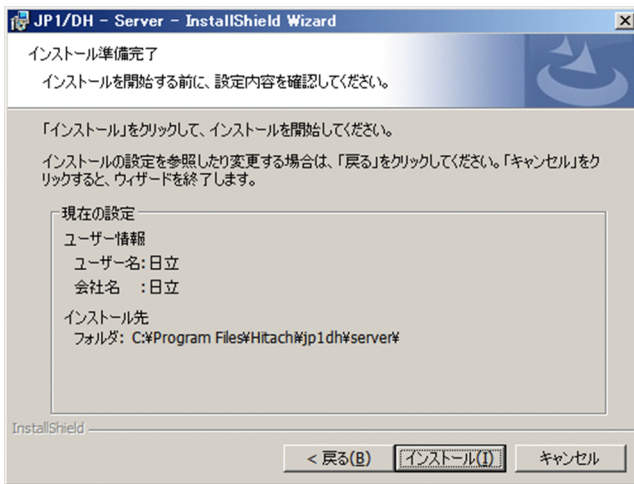 JP1/DH - Server - InstallShield Wizard
インストール準備完了
インストールを開始する前に、設定内容を確認してください。
「インストール」をクリックして、インストールを開始してください。
インストールの設定を参照したり変更する場合は、「戻る」をクリックしてください。「キャンセル」をク
リックすると、ウィザードを終了します。
現在の設定
ユーザー情報
ユーザー名:日立
会社名 :日立
インストール先
フォルダ: C:¥Program Files¥Hitachi¥jp1dh¥server¥
InstallShield
< 戻る(B) インストール(I) キャンセル